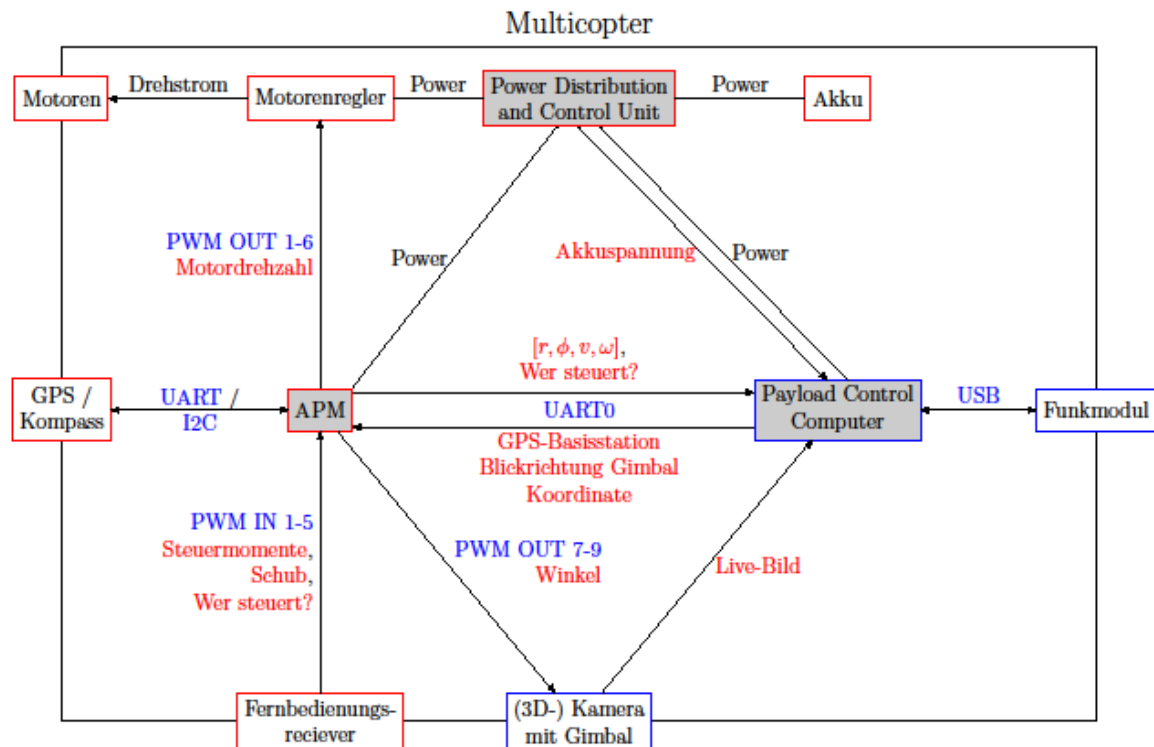 Multicopter
Motoren
Drehstrom
Motorenregler
Power
Power Distribution
and Control Unit
Power
Akku
PWM OUT 1-6
Motordrehzahl
Power
Akkuspannung
Power
[r, ϕ, v, ω],
Wer steuert?
GPS /
Kompass
UART /
I2C
APM
UART0
Payload Control
Computer
USB
Funkmodul
GPS-Basisstation
Blickrichtung Gimbal
Koordinate
PWM IN 1-5
Steuermomente,
Schub,
Wer steuert?
PWM OUT 7-9
Winkel
Live-Bild
Fernbedienungs-
reciever
(3D-) Kamera
mit Gimbal